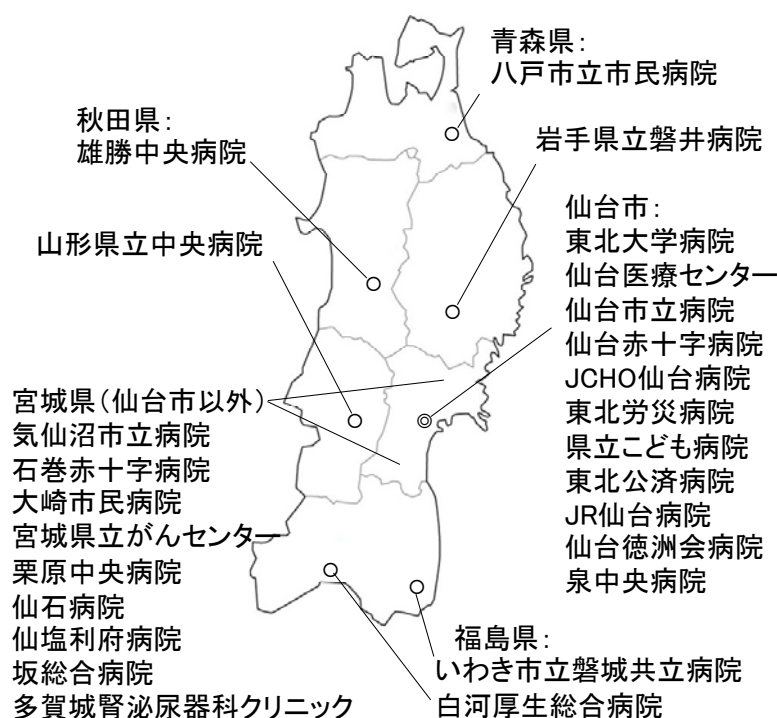 青森県：
八戸市立市民病院
秋田県：
雄勝中央病院
岩手県立磐井病院
山形県立中央病院
仙台市：
東北大学病院
仙台医療センター
仙台市立病院
仙台赤十字病院
JCHO仙台病院
東北労災病院
県立こども病院
東北公済病院
JR仙台病院
仙台徳洲会病院
泉中央病院
宮城県（仙台市以外）
気仙沼市立病院
石巻赤十字病院
大崎市民病院
宮城県立がんセンター
栗原中央病院
仙石病院
仙塩利府病院
坂総合病院
多賀城腎泌尿器科クリニック
福島県：
いわき市立磐城共立病院
白河厚生総合病院